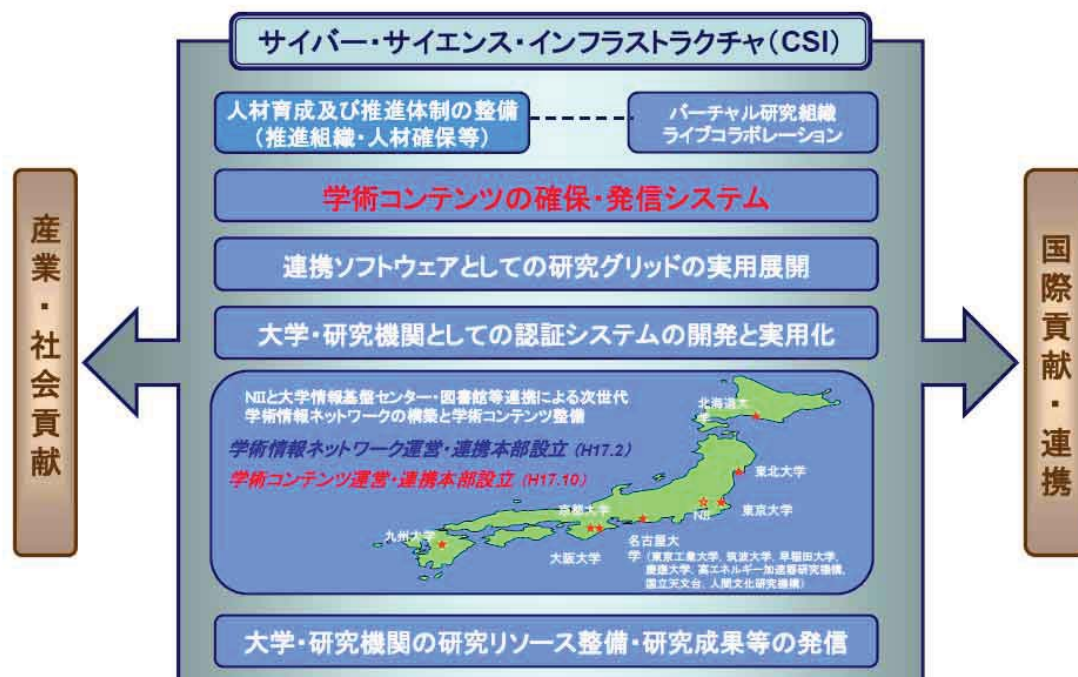 サイバー・サイエンス・インフラストラクチャ(CSI)
人材育成及び推進体制の整備
(推進組織・人材確保等)
バーチャル研究組織
ライブコラボレーション
学術コンテンツの確保・発信システム
連携ソフトウェアとしての研究グリッドの実用展開
大学・研究機関としての認証システムの開発と実用化
産業・社会貢献
国際貢献・連携
NIIと大学情報基盤センター・図書館等連携による次世代
学術情報ネットワークの構築と学術コンテンツ整備
学術情報ネットワーク運営・連携本部設立 (H17.2)
学術コンテンツ運営・連携本部設立 (H17.10)
北海道大
学
東北大学
東京大学
NII
京都大学
九州大学
大阪大学
名古屋大
学
(東京工業大学, 筑波大学, 早稲田大学,
慶應大学, 高エネルギー加速器研究機構,
国立天文台, 人間文化研究機構)
大学・研究機関の研究リソース整備・研究成果等の発信